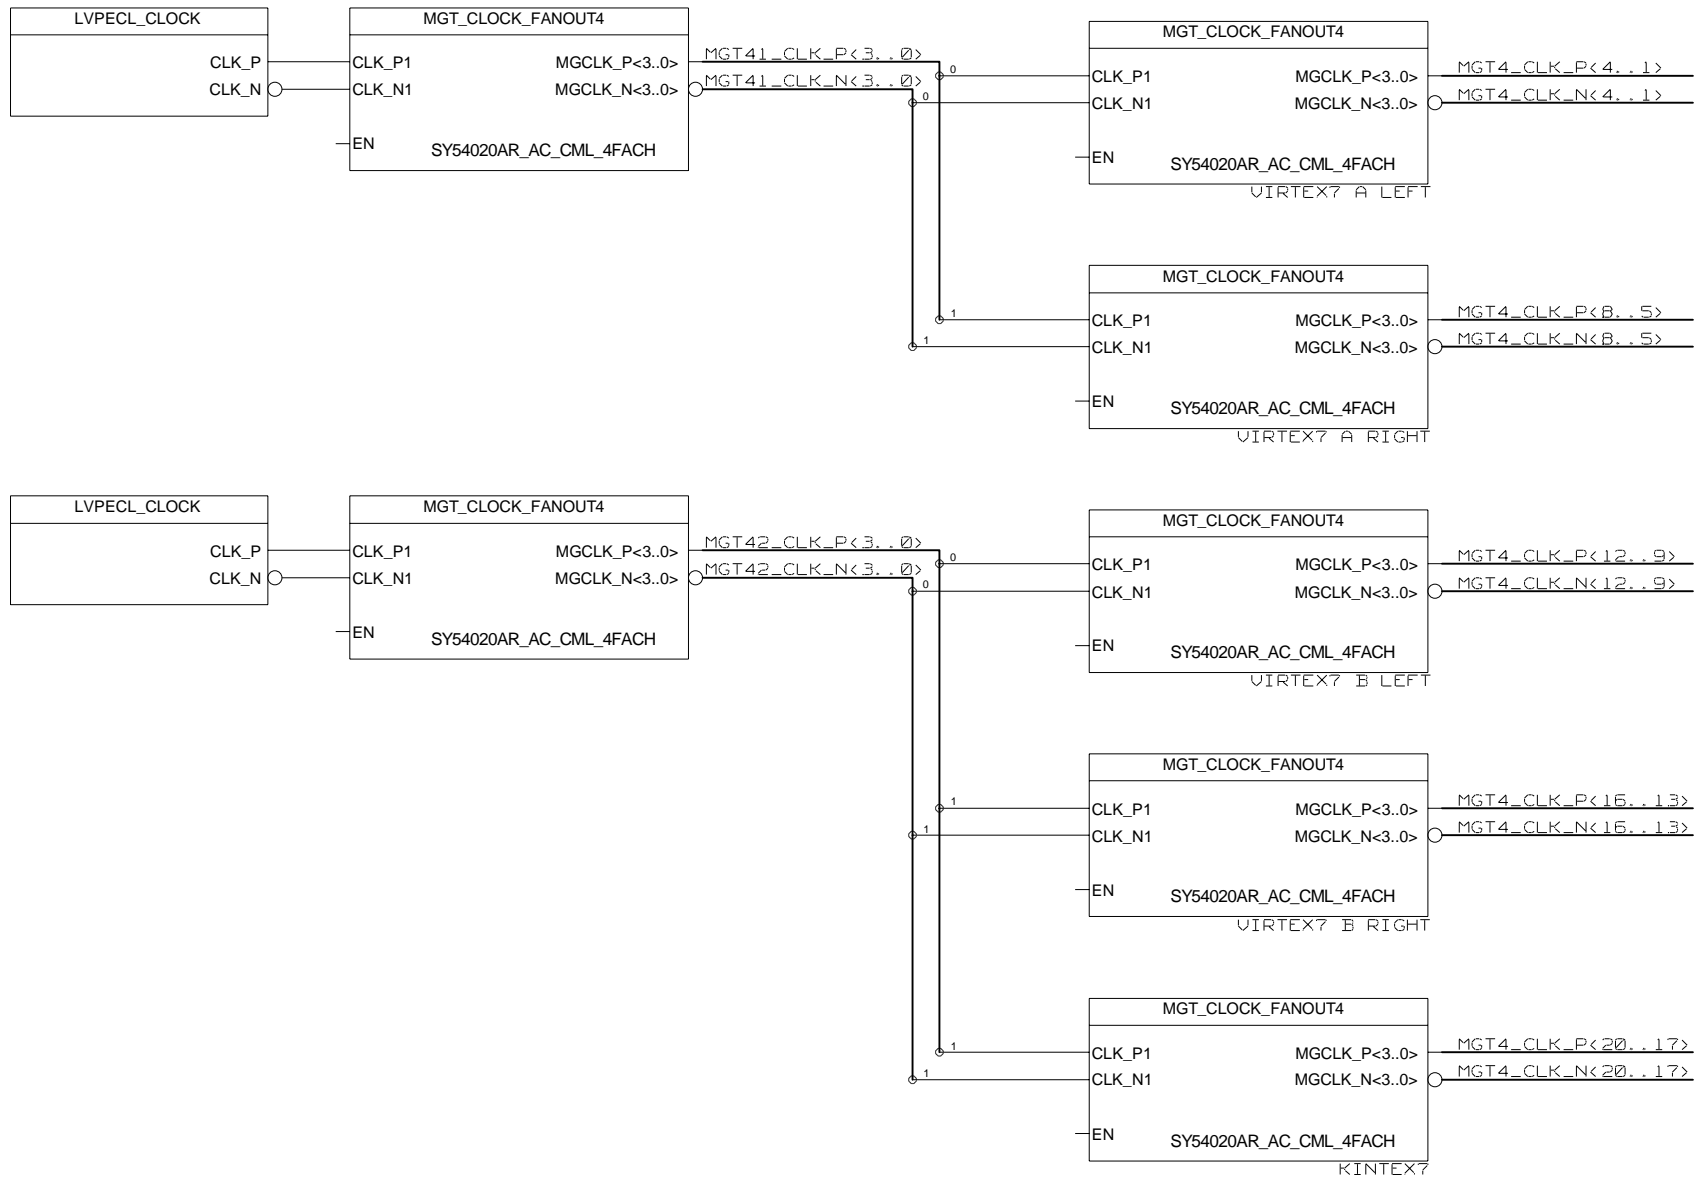 LVPECL_CLOCK
CLK_P
CLK_N
MGT_CLOCK_FANOUT4
CLK_P1 MGCLK_P<3..0>
CLK_N1 MGCLK_N<3..0>
EN
SY54020AR_AC_CML_4FACH
MGT41_CLK_P<3..0>
MGT41_CLK_N<3..0>
0
0
MGT_CLOCK_FANOUT4
CLK_P1 MGCLK_P<3..0>
CLK_N1 MGCLK_N<3..0>
EN
SY54020AR_AC_CML_4FACH
VIRTEX7 A LEFT
MGT4_CLK_P<4..1>
MGT4_CLK_N<4..1>
1
1
MGT_CLOCK_FANOUT4
CLK_P1 MGCLK_P<3..0>
CLK_N1 MGCLK_N<3..0>
EN
SY54020AR_AC_CML_4FACH
VIRTEX7 A RIGHT
MGT4_CLK_P<8..5>
MGT4_CLK_N<8..5>
LVPECL_CLOCK
CLK_P
CLK_N
MGT_CLOCK_FANOUT4
CLK_P1 MGCLK_P<3..0>
CLK_N1 MGCLK_N<3..0>
EN
SY54020AR_AC_CML_4FACH
MGT42_CLK_P<3..0>
MGT42_CLK_N<3..0>
0
0
MGT_CLOCK_FANOUT4
CLK_P1 MGCLK_P<3..0>
CLK_N1 MGCLK_N<3..0>
EN
SY54020AR_AC_CML_4FACH
VIRTEX7 B LEFT
MGT4_CLK_P<12..9>
MGT4_CLK_N<12..9>
1
1
MGT_CLOCK_FANOUT4
CLK_P1 MGCLK_P<3..0>
CLK_N1 MGCLK_N<3..0>
EN
SY54020AR_AC_CML_4FACH
VIRTEX7 B RIGHT
MGT4_CLK_P<16..13>
MGT4_CLK_N<16..13>
1
1
MGT_CLOCK_FANOUT4
CLK_P1 MGCLK_P<3..0>
CLK_N1 MGCLK_N<3..0>
EN
SY54020AR_AC_CML_4FACH
KINTEX7
MGT4_CLK_P<20..17>
MGT4_CLK_N<20..17>